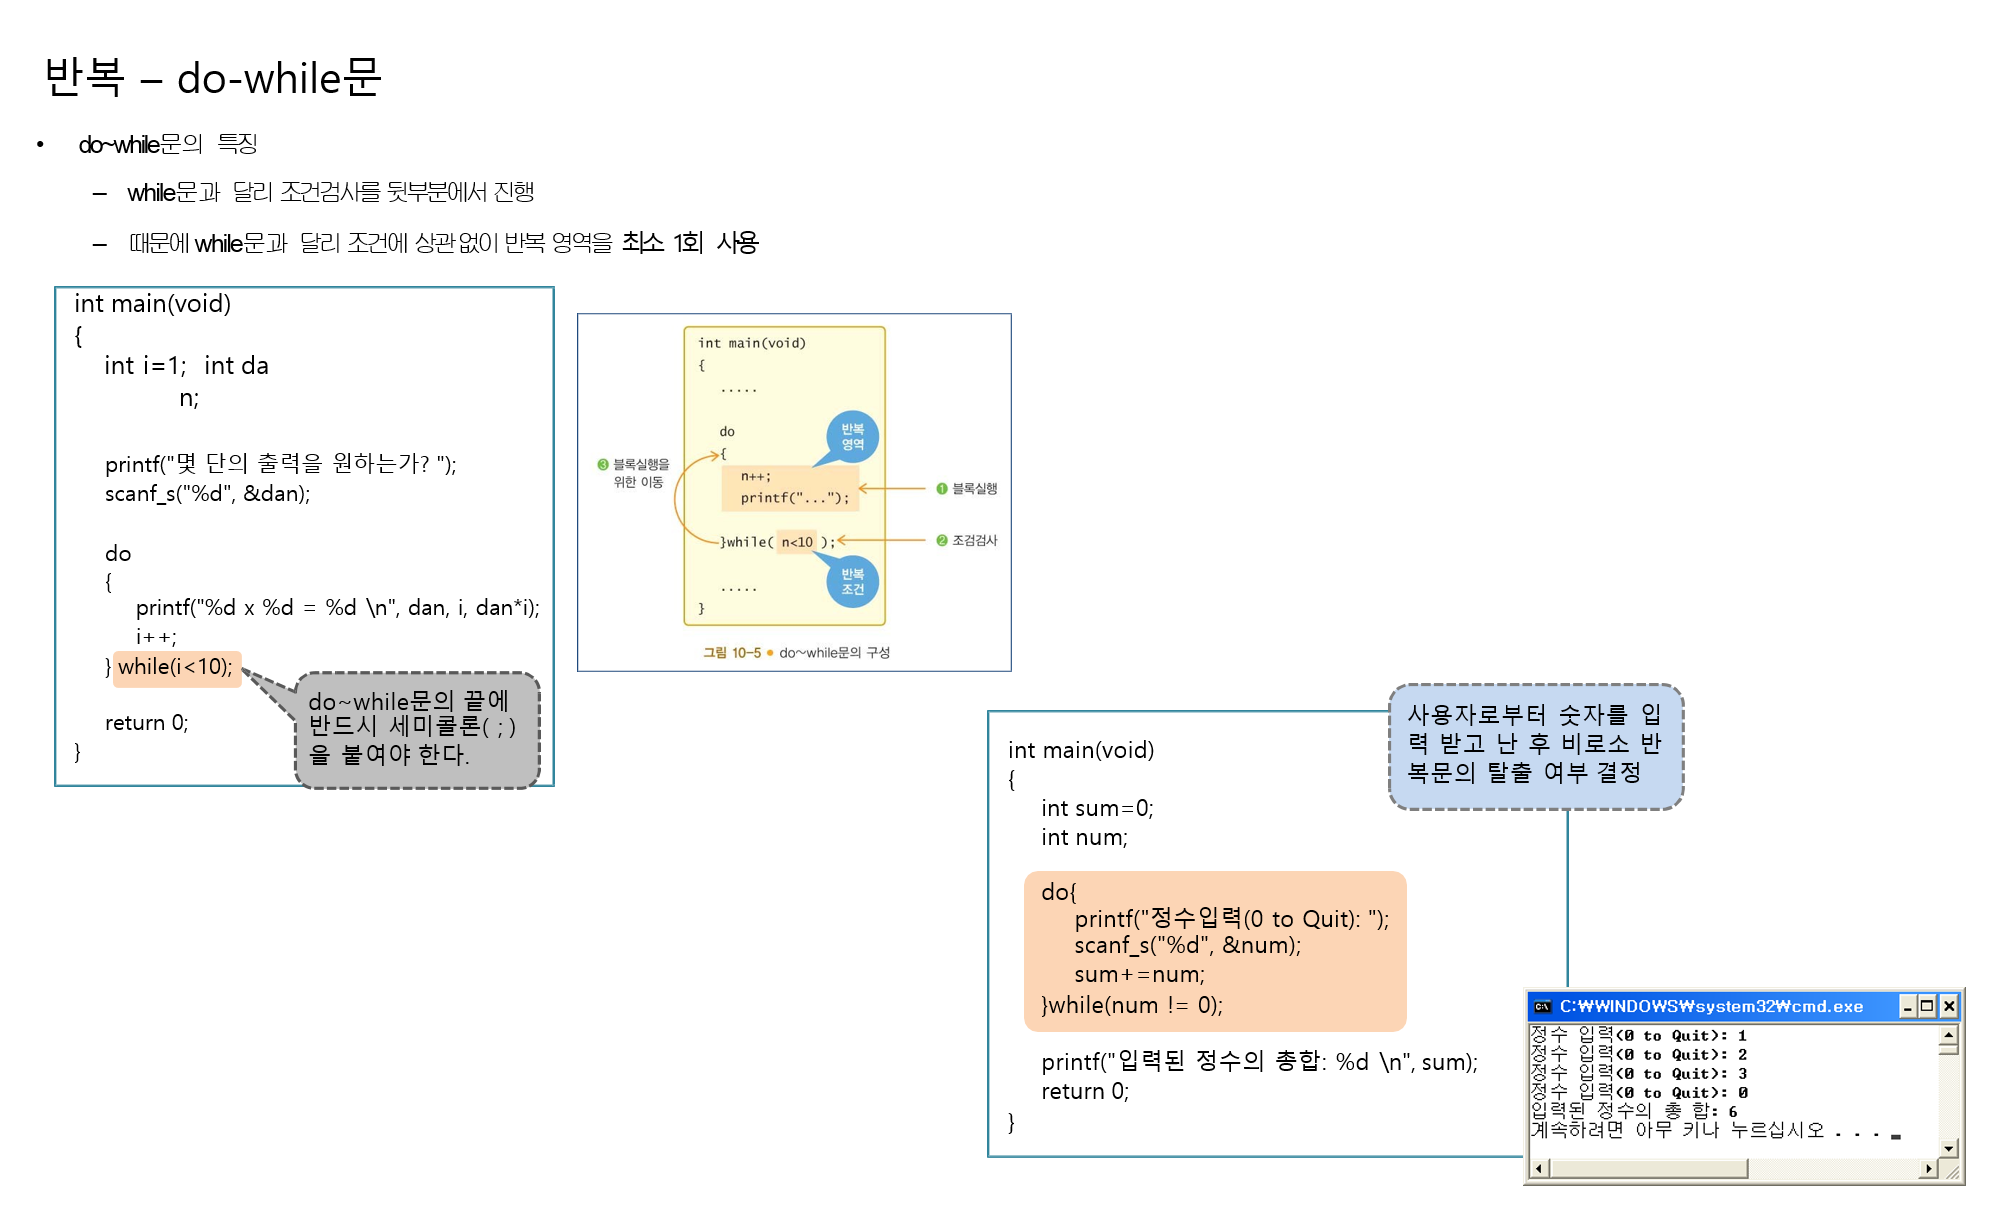 반복 – do-while문
• do~while문의 특징
– while문과 달리 조건검사를 뒷부분에서 진행
– 때문에 while문과 달리 조건에 상관없이 반복 영역을 최소 1회 사용
int main(void)
{
int i=1; int da
n;
printf("몇 단의 출력을 원하는가? ");
scanf_s("%d", &dan);
do
{
printf("%d x %d = %d \n", dan, i, dan*i);
i++;
} while(i<10);
return 0;
}
do~while문의 끝에
반드시 세미콜론( ; )
을 붙여야 한다.
int main(void)
{
.....
do
{
n++;
printf("...");
}while( n<10 );
.....
}
반복
영역
반복
조건
❸ 블록실행을
위한 이동
❶ 블록실행
❷ 조검검사
그림 10-5 ● do~while문의 구성
사용자로부터 숫자를 입
력 받고 난 후 비로소 반
복문의 탈출 여부 결정
int main(void)
{
int sum=0;
int num;
do{
printf("정수입력(0 to Quit): ");
scanf_s("%d", &num);
sum+=num;
}while(num != 0);
printf("입력된 정수의 총합: %d \n", sum);
return 0;
}
C:₩WINDOWS₩system32₩cmd.exe
정수 입력(0 to Quit): 1
정수 입력(0 to Quit): 2
정수 입력(0 to Quit): 3
정수 입력(0 to Quit): 0
입력된 정수의 총 합: 6
계속하려면 아무 키나 누르십시오 . . .